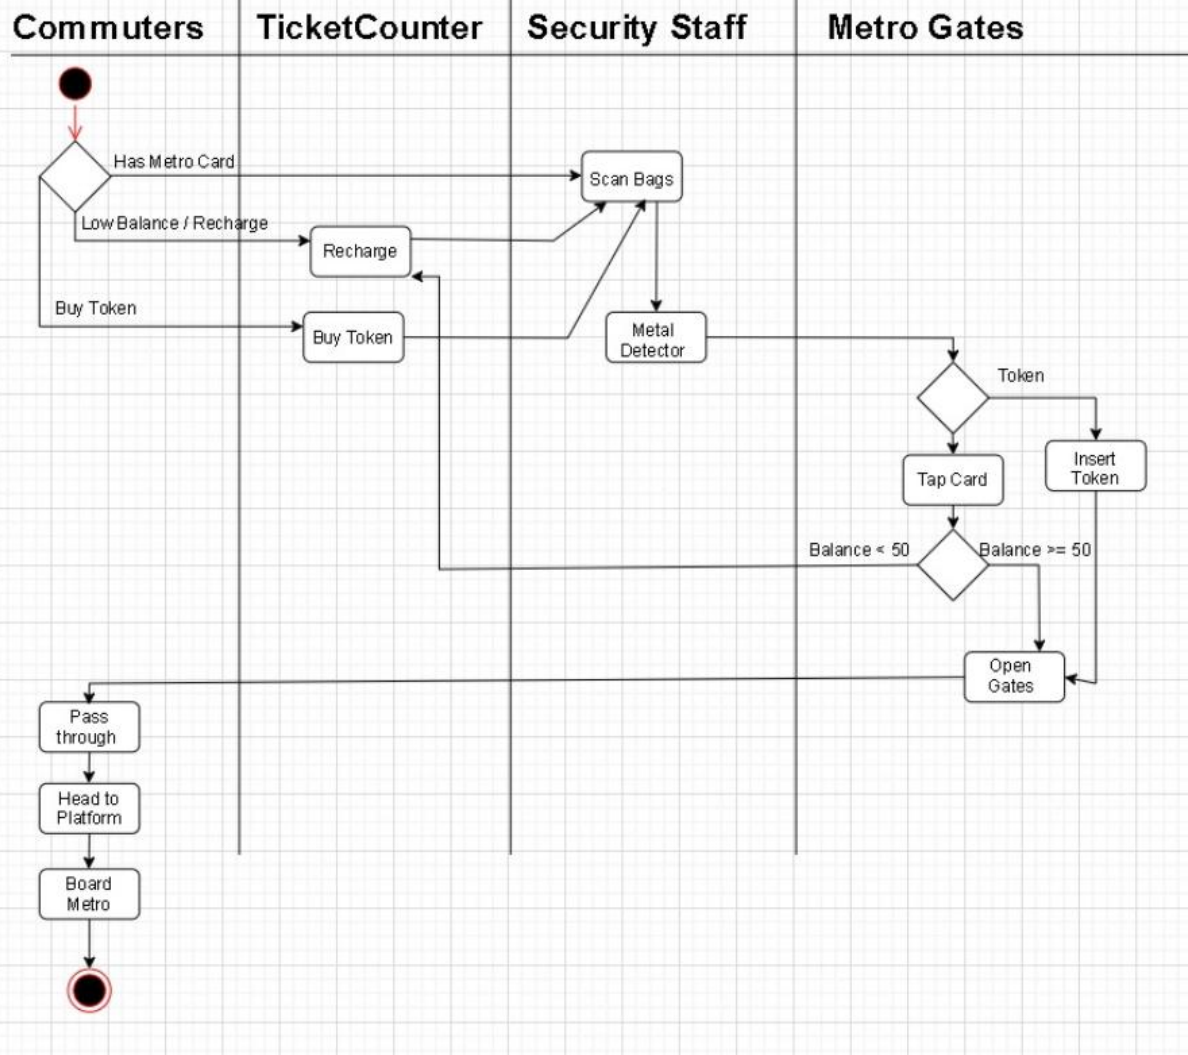 Commuters TicketCounter Security Staff Metro Gates
Has Metro Card
Scan Bags
Low Balance / Recharge
Recharge
Buy Token
Buy Token
Metal
Detector
Token
Tap Card
Insert
Token
Balance < 50
Balance >= 50
Open
Gates
Pass
through
Head to
Platform
Board
Metro